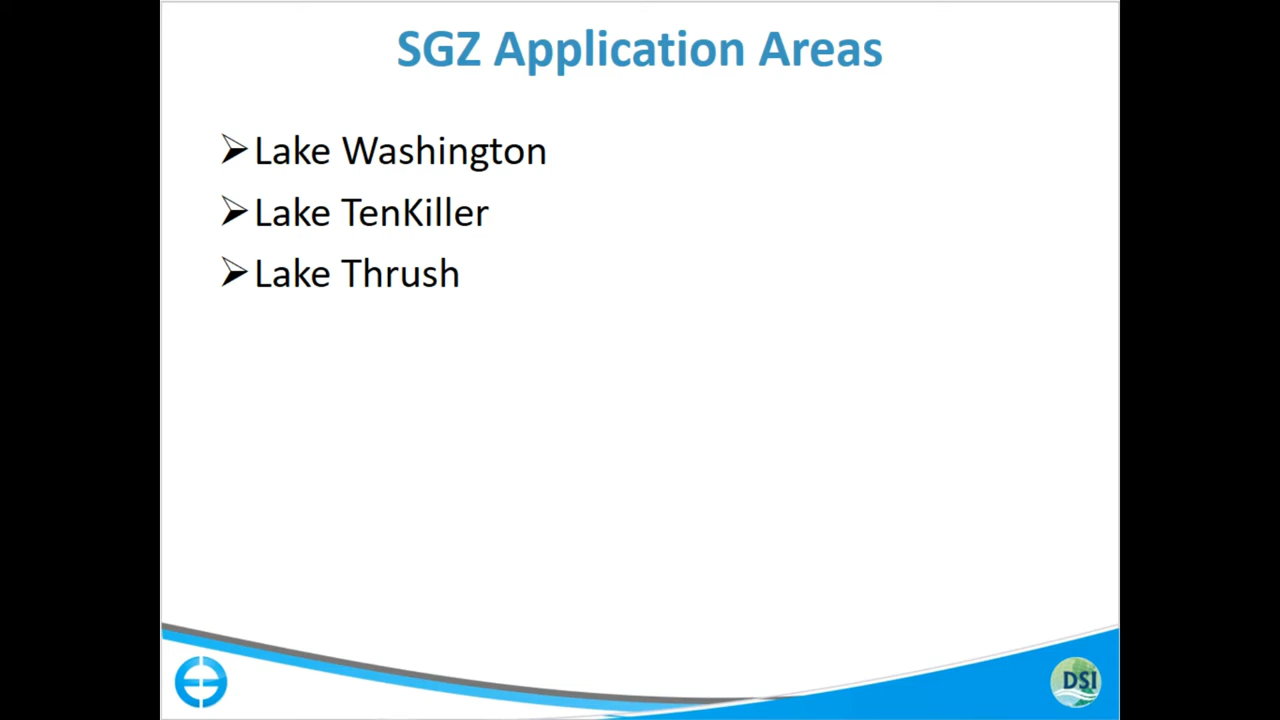 SGZ Application Areas
Lake Washington
Lake TenKiller
Lake Thrush
DSI